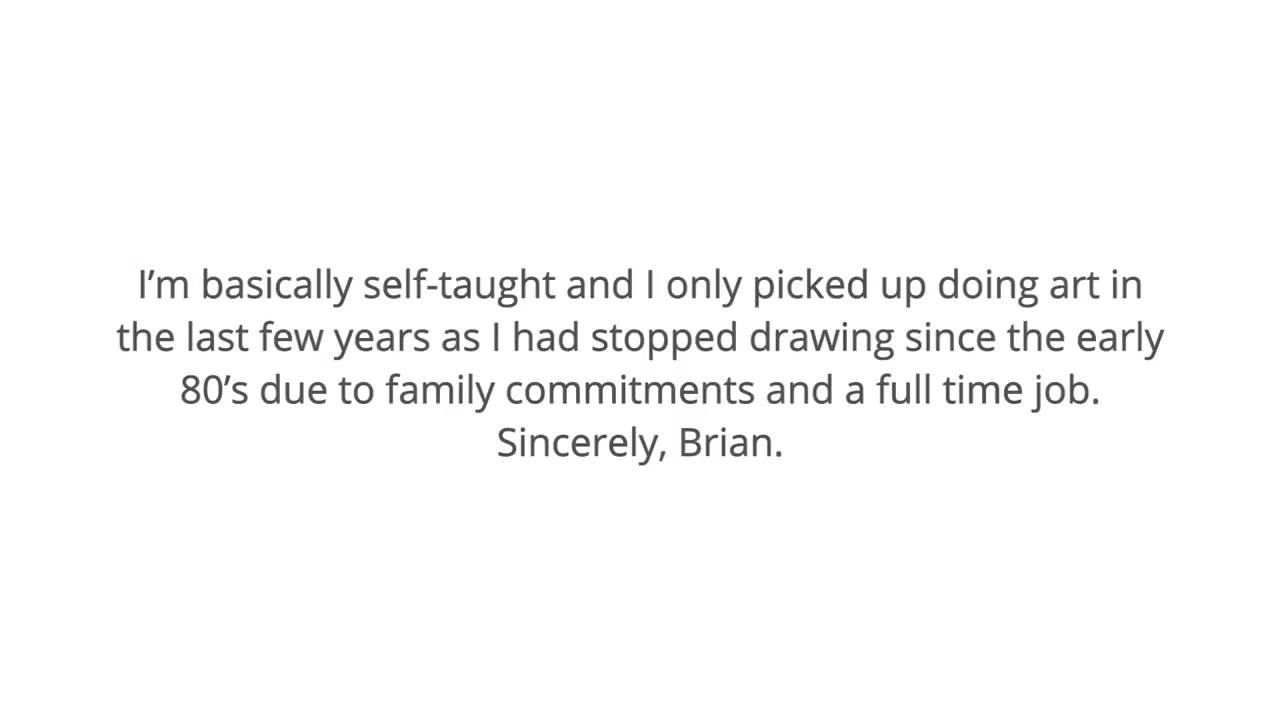 I’m basically self-taught and I only picked up doing art in
the last few years as I had stopped drawing since the early
80’s due to family commitments and a full time job.
Sincerely, Brian.